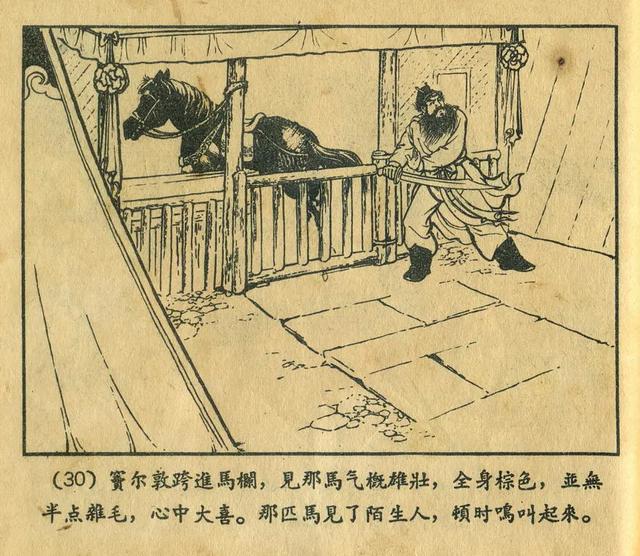 (30) 竇尔敦跨進馬欄，見那馬气概雄壯，全身棕色，並無
半点雜毛，心中大喜。那匹馬見了陌生人，頓时鳴叫起來。